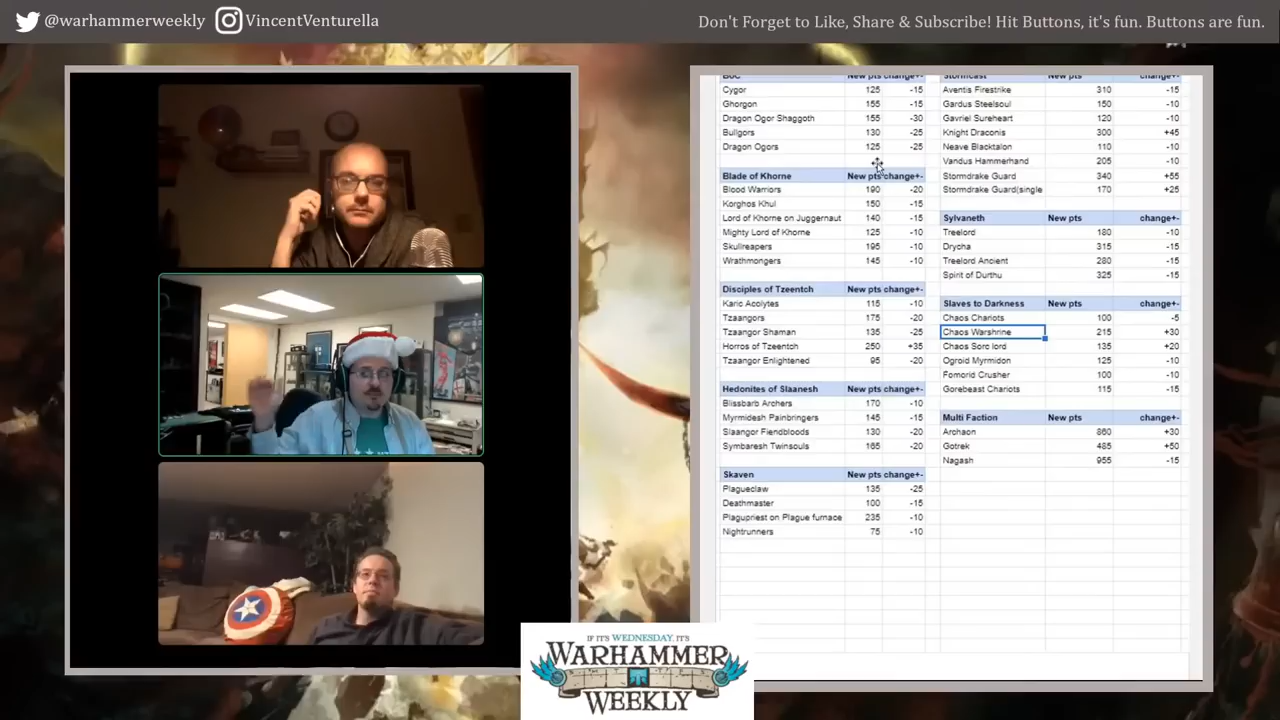 @warhammerweekly VincentVenturella
Don't Forget to Like, Share & Subscribe! Hit Buttons, it's fun. Buttons are fun.
BoC New pts change+-
Cygor 125 -15
Ghorgon 155 -15
Dragon Ogor Shaggoth 155 -30
Bullgors 130 -25
Dragon Ogors 125 -25
Blade of Khorne New pts change+-
Blood Warriors 190 -20
Korghos Khul 150 -15
Lord of Khorne on Juggernaut 140 -15
Mighty Lord of Khorne 125 -10
Skullreapers 195 -10
Wrathmongers 145 -10
Disciples of Tzeentch New pts change+-
Karic Acolytes 115 -10
Tzaangors 175 -20
Tzaangor Shaman 135 -25
Horros of Tzeentch 250 +35
Tzaangor Enlightened 95 -20
Hedonites of Slaanesh New pts change+-
Blissbarb Archers 170 -10
Myrmidesh Painbringers 145 -15
Slaangor Fiendbloods 130 -20
Symbaresh Twinsouls 165 -20
Skaven New pts change+-
Plagueclaw 135 -25
Deathmaster 100 -15
Plagupriest on Plague furnace 235 -10
Nightrunners 75 -10
Stormcast New pts change+-
Aventis Firestrike 310 -15
Gardus Steelsoul 150 -10
Gavriel Sureheart 120 -10
Knight Draconis 300 +45
Neave Blacktalon 110 -10
Vandus Hammerhand 205 -10
Stormdrake Guard 340 +55
Stormdrake Guard(single 170 +25
Sylvaneth New pts change+-
Treelord 180 -10
Drycha 315 -15
Treelord Ancient 280 -15
Spirit of Durthu 325 -15
Slaves to Darkness New pts change+-
Chaos Chariots 100 -5
Chaos Warshrine 215 +30
Chaos Sorc lord 135 +20
Ogroid Myrmidon 125 -10
Fomorid Crusher 100 -10
Gorebeast Chariots 115 -15
Multi Faction New pts change+-
Archaon 860 +30
Gotrek 485 +50
Nagash 955 -15
IF IT'S WEDNESDAY, IT'S
WARHAMMER
WEEKLY